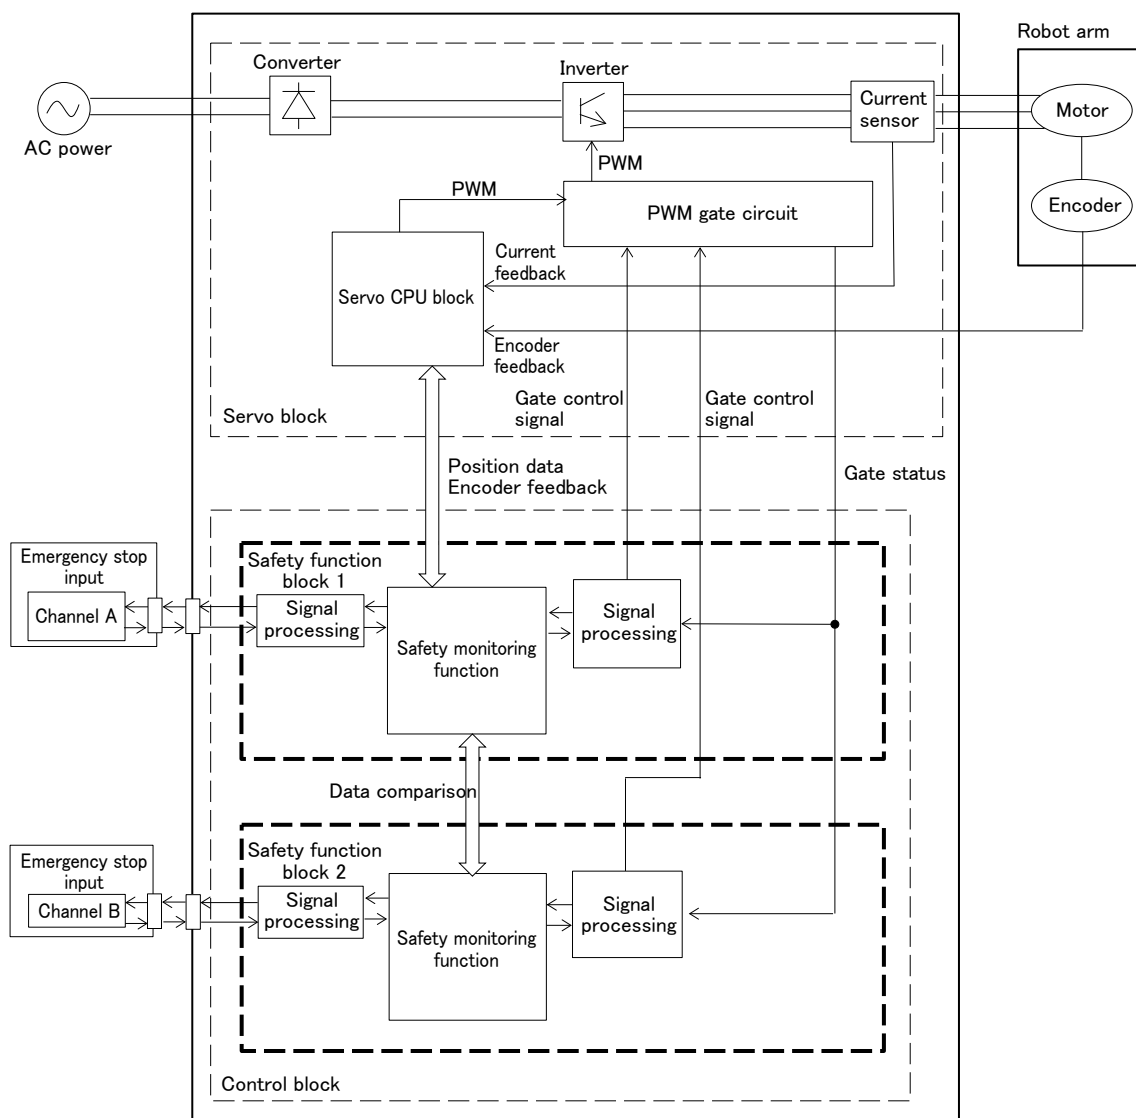 Robot arm
Converter
Inverter
Current
sensor
Motor
AC power
PWM
PWM
Encoder
PWM gate circuit
Current
feedback
Servo CPU block
Encoder
feedback
Gate control
signal
Gate control
signal
Servo block
Position data
Encoder feedback
Gate status
Emergency stop
input
Channel A
Safety function
block 1
Signal
processing
Safety monitoring
function
Signal
processing
Data comparison
Emergency stop
input
Channel B
Safety function
block 2
Signal
processing
Safety monitoring
function
Signal
processing
Control block